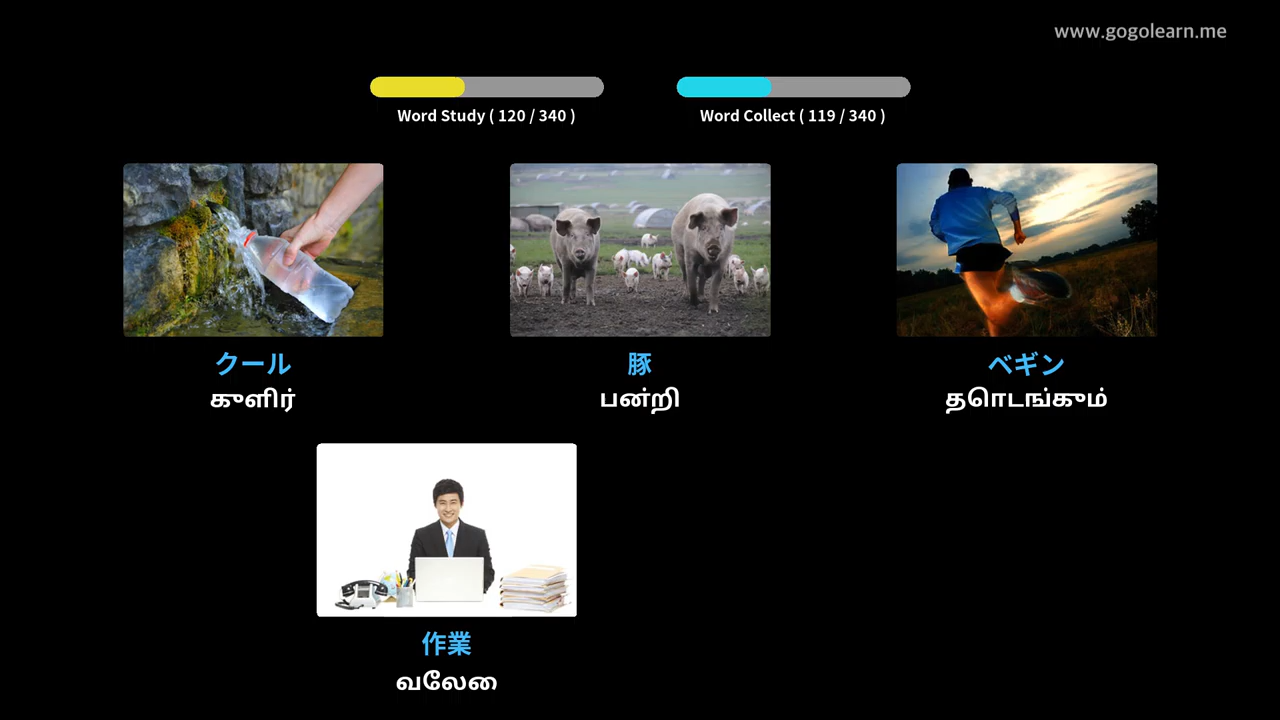 www.gogolearn.me
Word Study ( 120 / 340 )
Word Collect ( 119 / 340 )
クール
குளிர்
豚
பன்றி
ベギン
தொடங்கும்
作業
வேலை